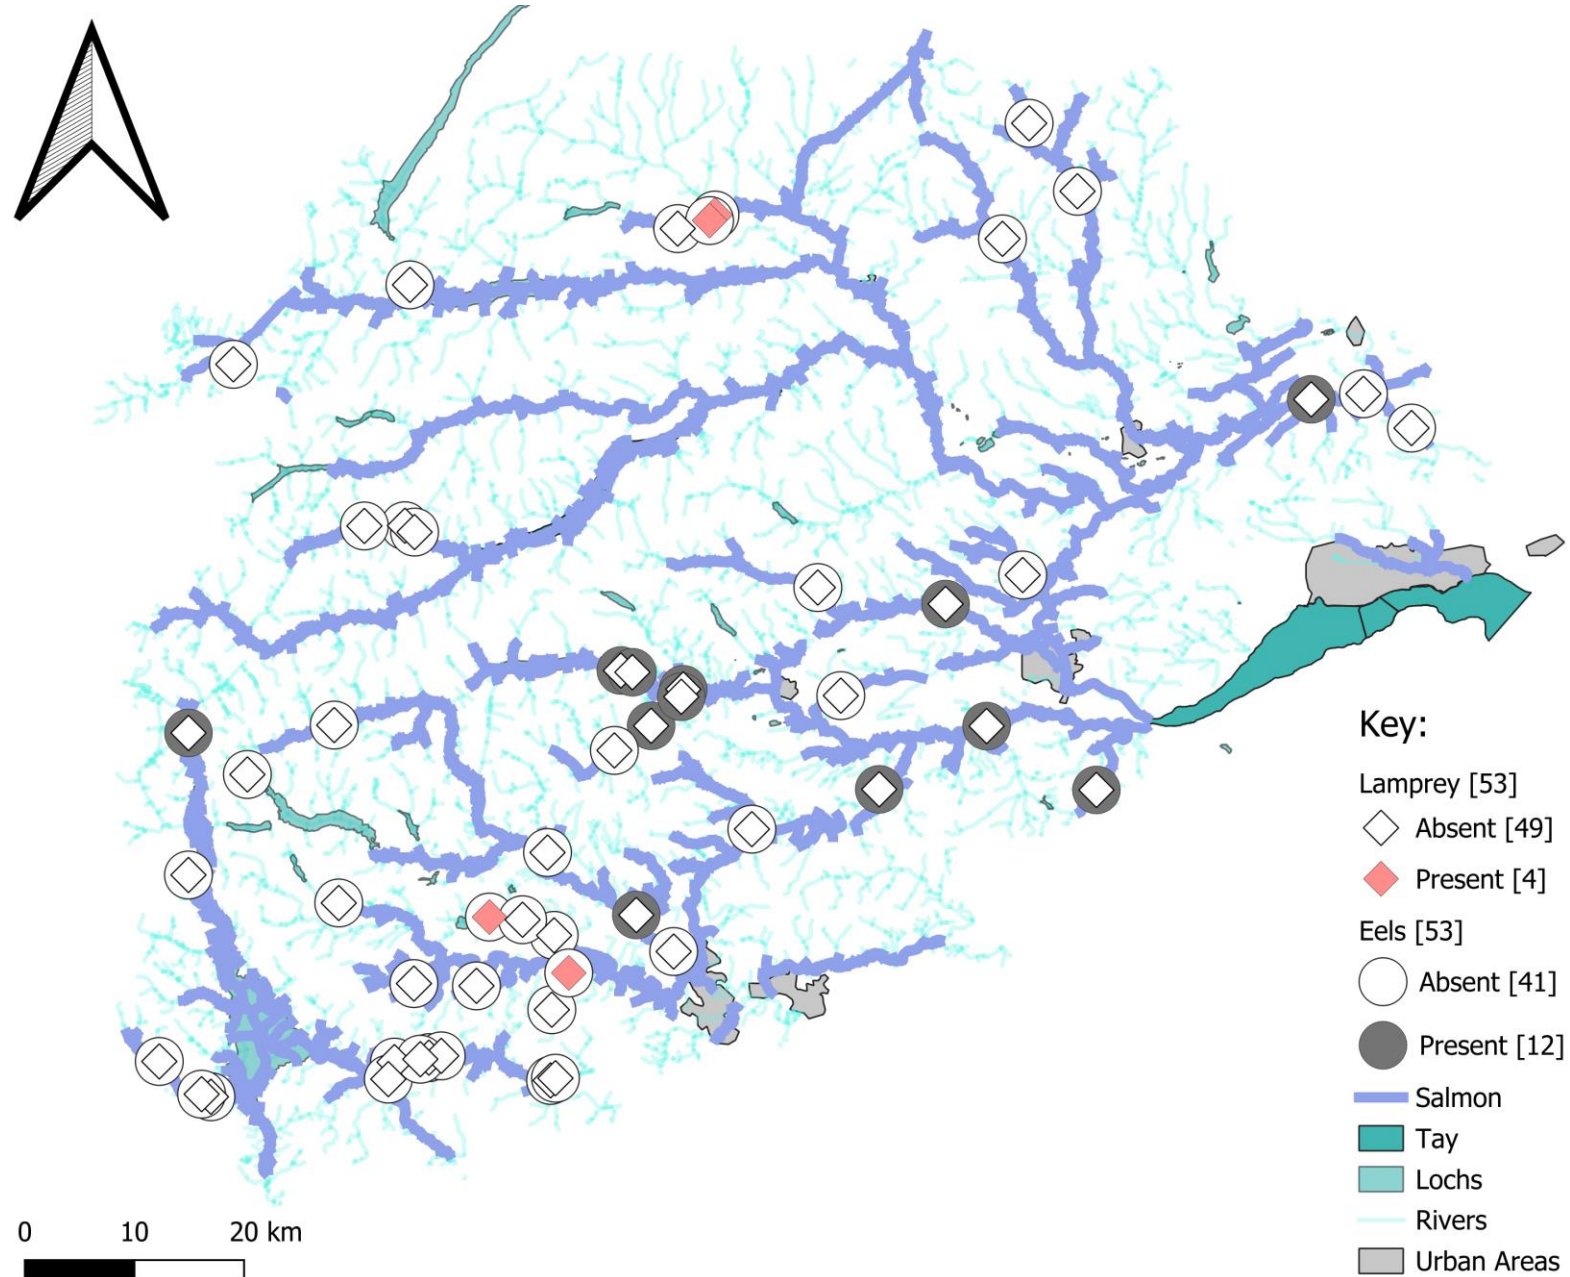 Key:
Lamprey [53]
Absent [49]
Present [4]
Eels [53]
Absent [41]
Present [12]
Salmon
Tay
Lochs
Rivers
Urban Areas
0 10 20 km